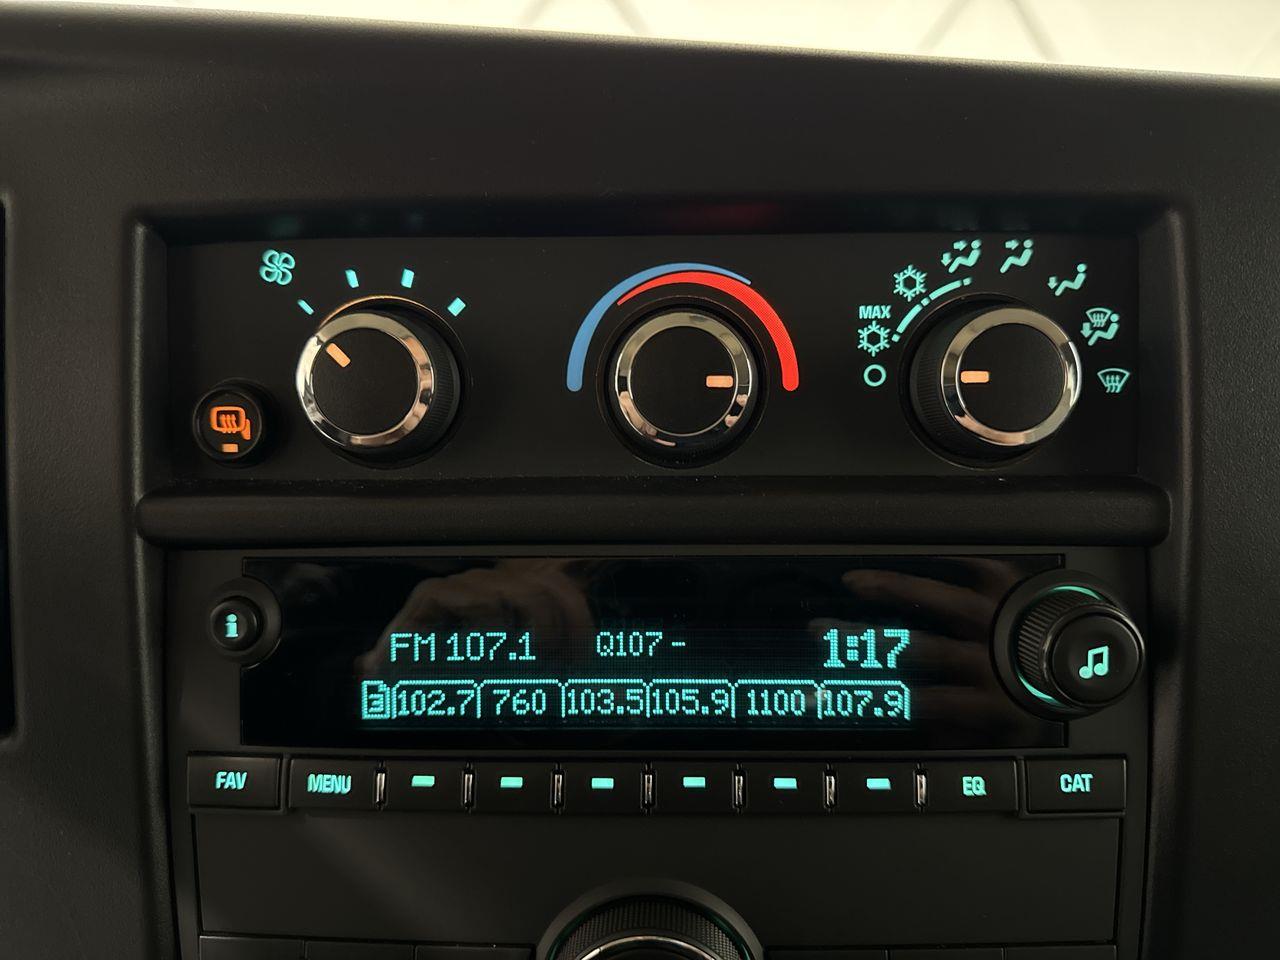 MAX
FM 107.1 Q107- 1:17
2 102.7 760 103.5 105.9 1100 107.9
FAV MENU EQ CAT